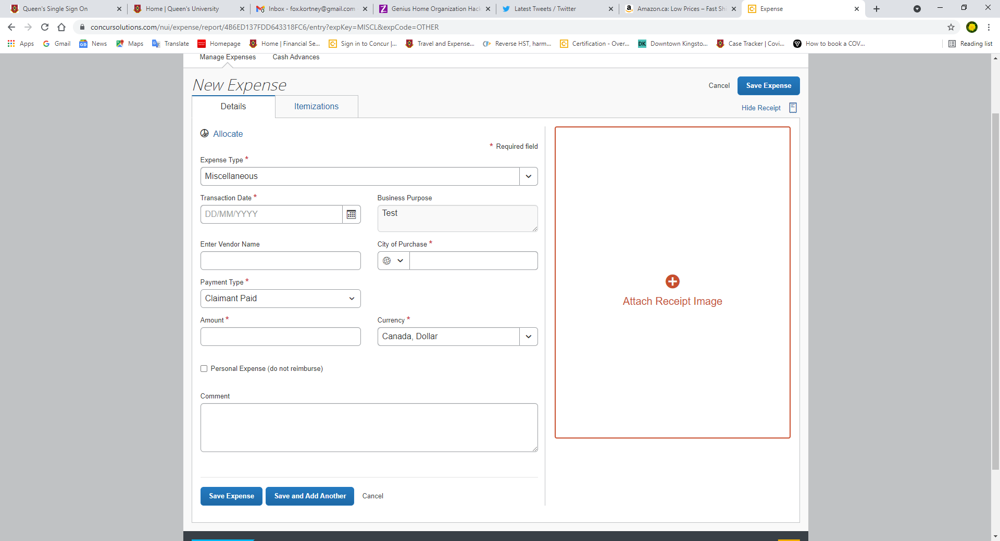 Queen's Single Sign On
Home | Queen's University
Inbox - fox.kortney@gmail.com
Genius Home Organization Hac
Latest Tweets / Twitter
Amazon.ca: Low Prices – Fast Shi
Expense
concursolutions.com/nui/expense/report/4B6ED137FDD643318FC6/entry?expKey=MISCL&expCode=OTHER
Apps
Gmail
News
Maps
Translate
Homepage
Home | Financial Se...
Sign in to Concur |...
Travel and Expense...
Reverse HST, harm...
Certification - Over...
DK
Downtown Kingsto...
Case Tracker | Covi...
How to book a COV...
Reading list
Manage Expenses
Cash Advances
New Expense
Cancel
Save Expense
Details
Itemizations
Hide Receipt
Allocate
* Required field
Expense Type *
Miscellaneous
Transaction Date *
Business Purpose
DD/MM/YYYY
Test
Enter Vendor Name
City of Purchase *
Payment Type *
Claimant Paid
Attach Receipt Image
Amount *
Currency *
Canada, Dollar
Personal Expense (do not reimburse)
Comment
Save Expense
Save and Add Another
Cancel